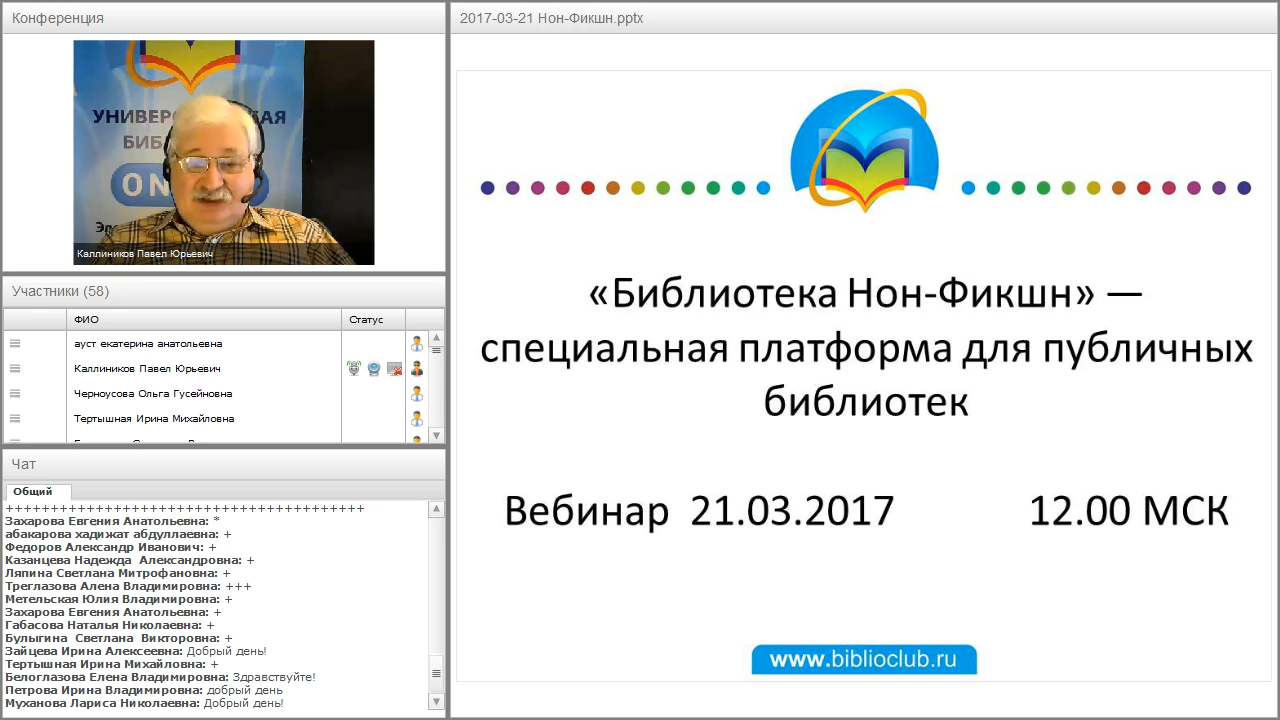 Конференция
УНИВЕРС
АЯ
БИБ
ON
Каллиников Павел Юрьевич
Участники (58)
ФИО Статус
ауст екатерина анатольевна
Каллиников Павел Юрьевич
Черноусова Ольга Гусейновна
Тертышная Ирина Михайловна
Чат
Общий
+++++++++++++++++++++++++++++++++++++++
Захарова Евгения Анатольевна: *
абакарова хадижат абдуллаевна: +
Федоров Александр Иванович: +
Казанцева Надежда  Александровна: +
Ляпина Светлана Митрофановна: +
Треглазова Алена Владимировна: +++
Метельская Юлия Владимировна: +
Захарова Евгения Анатольевна: +
Габасова Наталья Николаевна: +
Булыгина  Светлана  Викторовна: +
Зайцева Ирина Алексеевна: Добрый день!
Тертышная Ирина Михайловна: +
Белоглазова Елена Владимировна: Здравствуйте!
Петрова Ирина Владимировна: добрый день
Муханова Лариса Николаевна: Добрый день!
2017-03-21 Нон-Фикшн.pptx
«Библиотека Нон-Фикшн» —
специальная платформа для публичных
библиотек
Вебинар 21.03.2017 12.00 МСК
www.biblioclub.ru